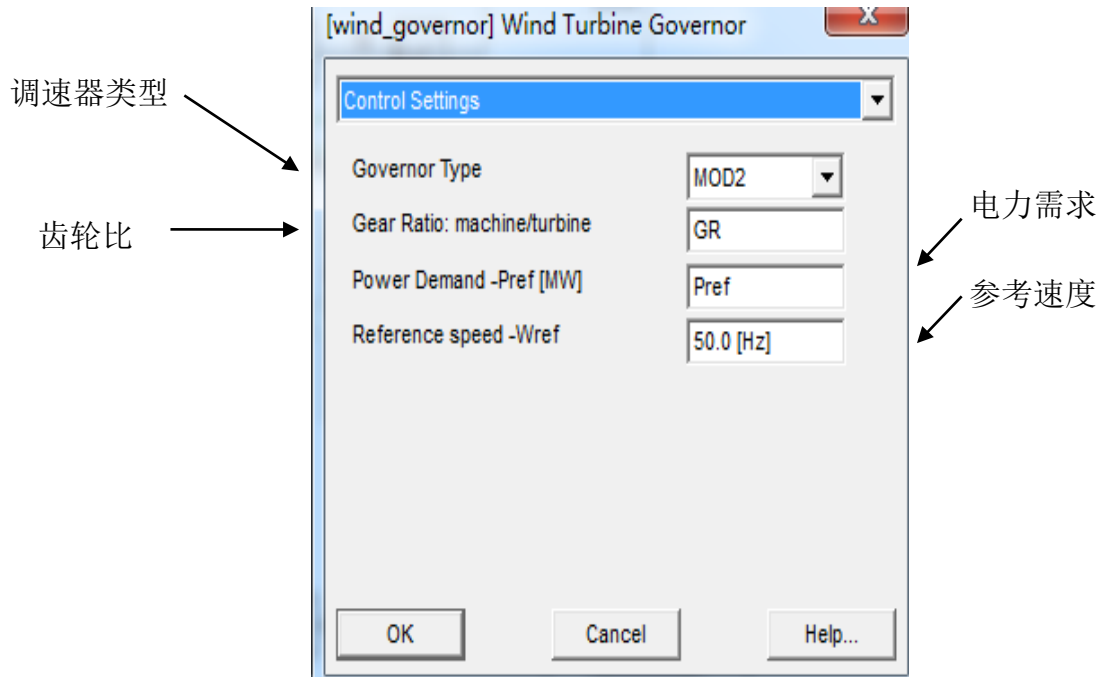 [wind_governor] Wind Turbine Governor
X
Control Settings
调速器类型
Governor Type
MOD2
齿轮比
Gear Ratio: machine/turbine
GR
电力需求
Power Demand -Pref [MW]
Pref
参考速度
Reference speed -Wref
50.0 [Hz]
OK
Cancel
Help...